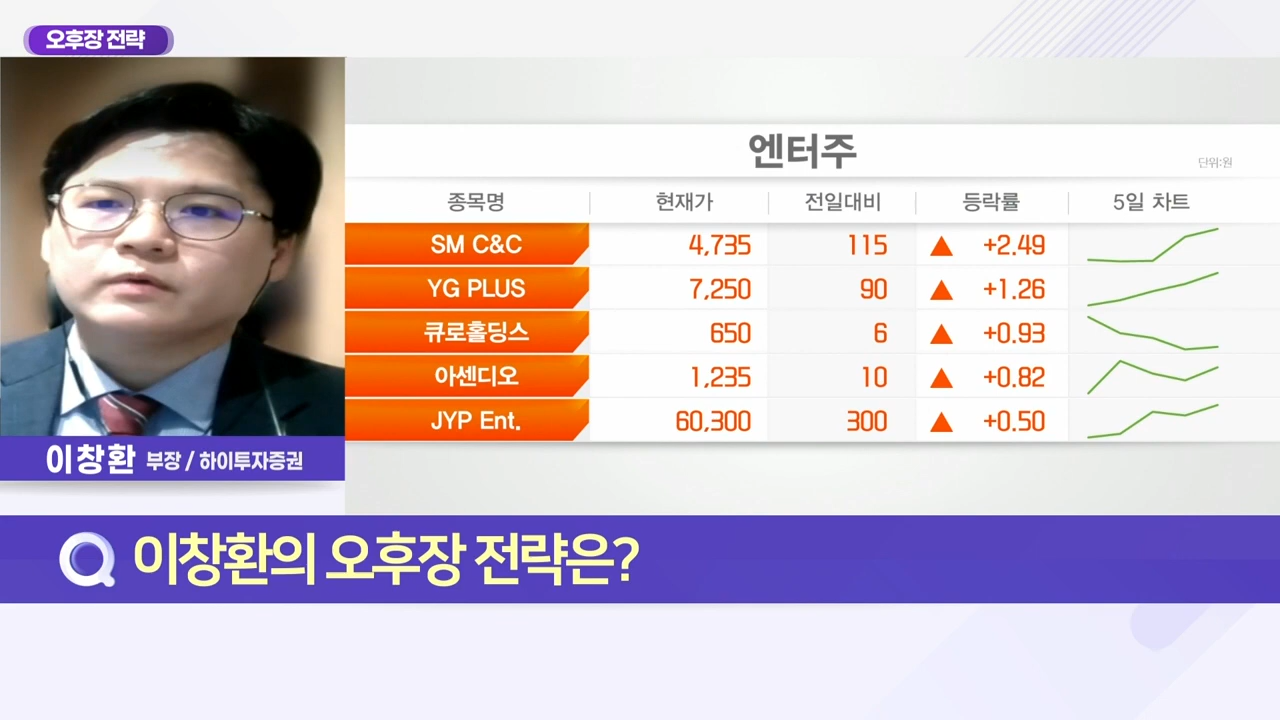 오후장 전략
엔터주
단위:원
종목명 현재가 전일대비 등락률 5일 차트
SM C&C 4,735 115 ▲ +2.49
YG PLUS 7,250 90 ▲ +1.26
큐로홀딩스 650 6 ▲ +0.93
아센디오 1,235 10 ▲ +0.82
JYP Ent. 60,300 300 ▲ +0.50
이창환 부장 / 하이투자증권
Q 이창환의 오후장 전략은?